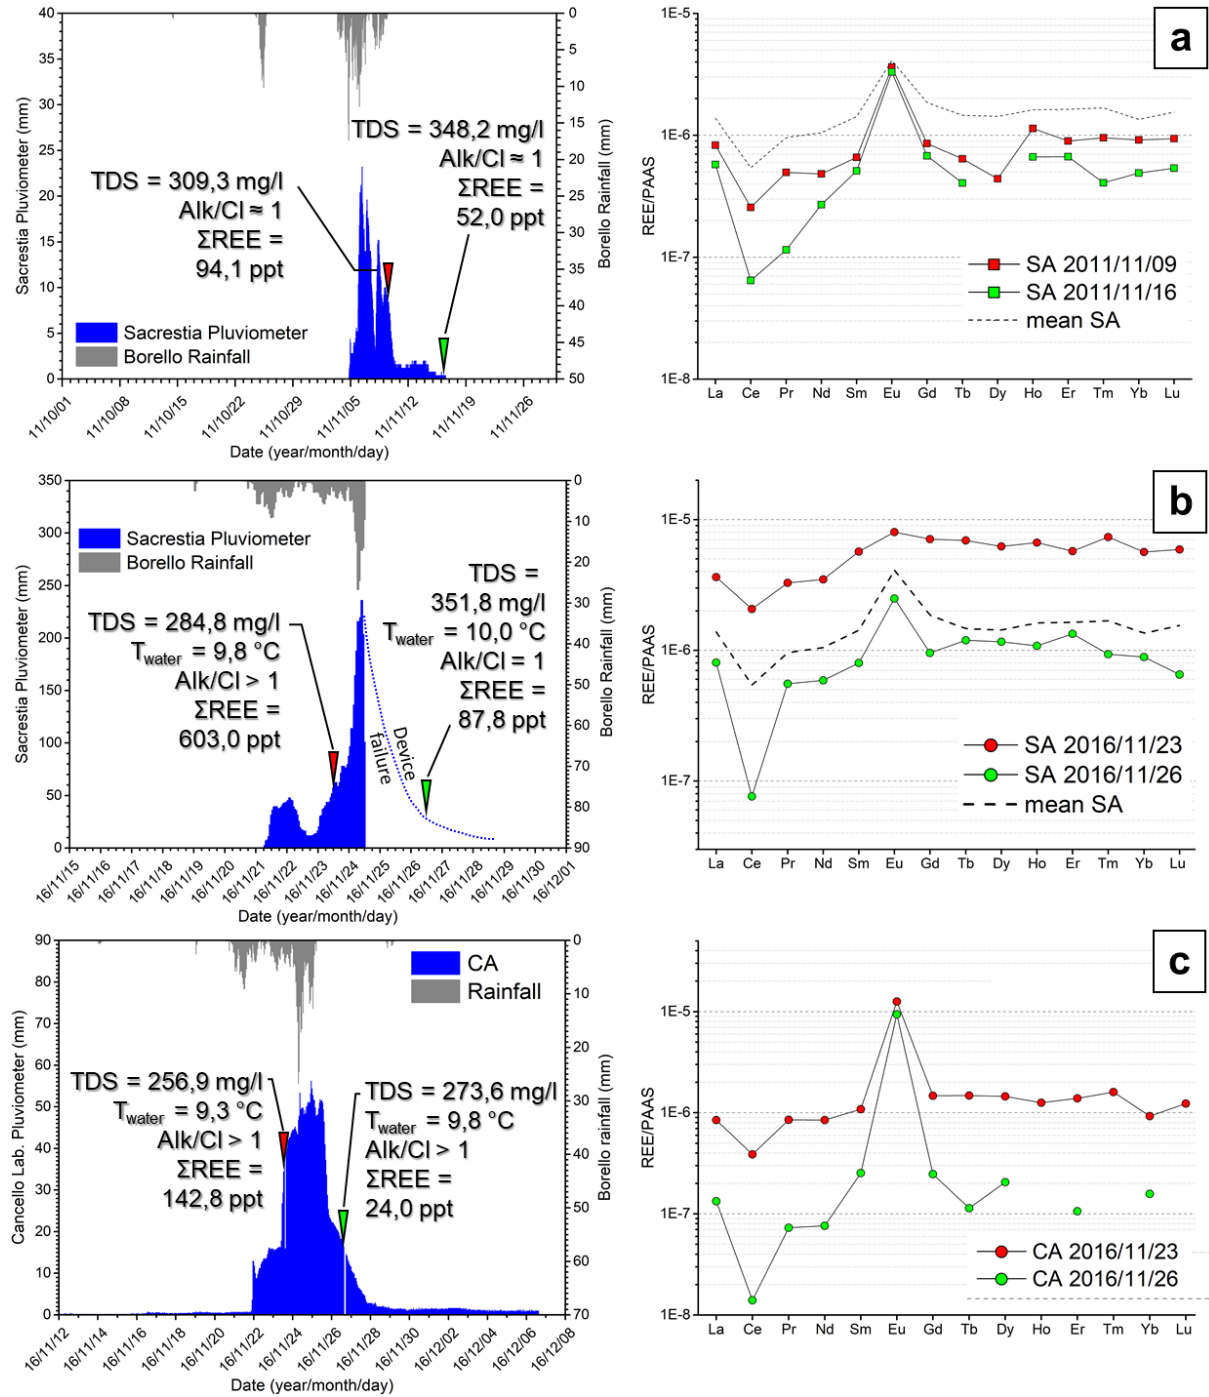 a
Sacrestia Pluviometer (mm)
40
35
30
25
20
15
10
5
0
Borello Rainfall (mm)
0
5
10
15
20
25
30
35
40
45
50
TDS = 309,3 mg/l
Alk/Cl ≈ 1
ΣREE =
94,1 ppt
TDS = 348,2 mg/l
Alk/Cl ≈ 1
ΣREE =
52,0 ppt
Sacrestia Pluviometer
Borello Rainfall
11/10/01
11/10/08
11/10/15
11/10/22
11/10/29
11/11/05
11/11/12
11/11/19
11/11/26
Date (year/month/day)
REE/PAAS
1E-5
1E-6
1E-7
1E-8
SA 2011/11/09
SA 2011/11/16
mean SA
La Ce Pr Nd Sm Eu Gd Tb Dy Ho Er Tm Yb Lu
b
Sacrestia Pluviometer (mm)
350
300
250
200
150
100
50
0
Borello Rainfall (mm)
0
10
20
30
40
50
60
70
80
90
Sacrestia Pluviometer
Borello Rainfall
TDS = 284,8 mg/l
Twater = 9,8 °C
Alk/Cl > 1
ΣREE =
603,0 ppt
TDS =
351,8 mg/l
Twater = 10,0 °C
Alk/Cl = 1
ΣREE =
87,8 ppt
Device
failure
16/11/15
16/11/16
16/11/17
16/11/18
16/11/19
16/11/20
16/11/21
16/11/22
16/11/23
16/11/24
16/11/25
16/11/26
16/11/27
16/11/28
16/11/29
16/11/30
16/12/01
Date (year/month/day)
REE/PAAS
1E-5
1E-6
1E-7
SA 2016/11/23
SA 2016/11/26
mean SA
La Ce Pr Nd Sm Eu Gd Tb Dy Ho Er Tm Yb Lu
c
Cancello Lab. Pluviometer (mm)
90
80
70
60
50
40
30
20
10
0
Borello rainfall (mm)
0
10
20
30
40
50
60
70
CA
Rainfall
TDS = 256,9 mg/l
Twater = 9,3 °C
Alk/Cl > 1
ΣREE =
142,8 ppt
TDS = 273,6 mg/l
Twater = 9,8 °C
Alk/Cl > 1
ΣREE =
24,0 ppt
16/11/12
16/11/14
16/11/16
16/11/18
16/11/20
16/11/22
16/11/24
16/11/26
16/11/28
16/11/30
16/12/02
16/12/04
16/12/06
16/12/08
Date (year/month/day)
REE/PAAS
1E-5
1E-6
1E-7
1E-8
CA 2016/11/23
CA 2016/11/26
La Ce Pr Nd Sm Eu Gd Tb Dy Ho Er Tm Yb Lu